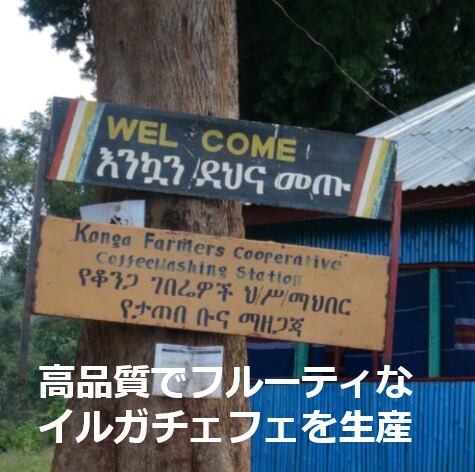 WEL COME
እንኳን ደህና መጡ
Konga Farmers Cooperative
CoffeeWashing Station
የቆንጋ ገበሬዎች ህ/ሥ/ማህበር
የታጠበ ቡና ማዘጋጃ
高品質でフルーティな
イルガチェフェを生産